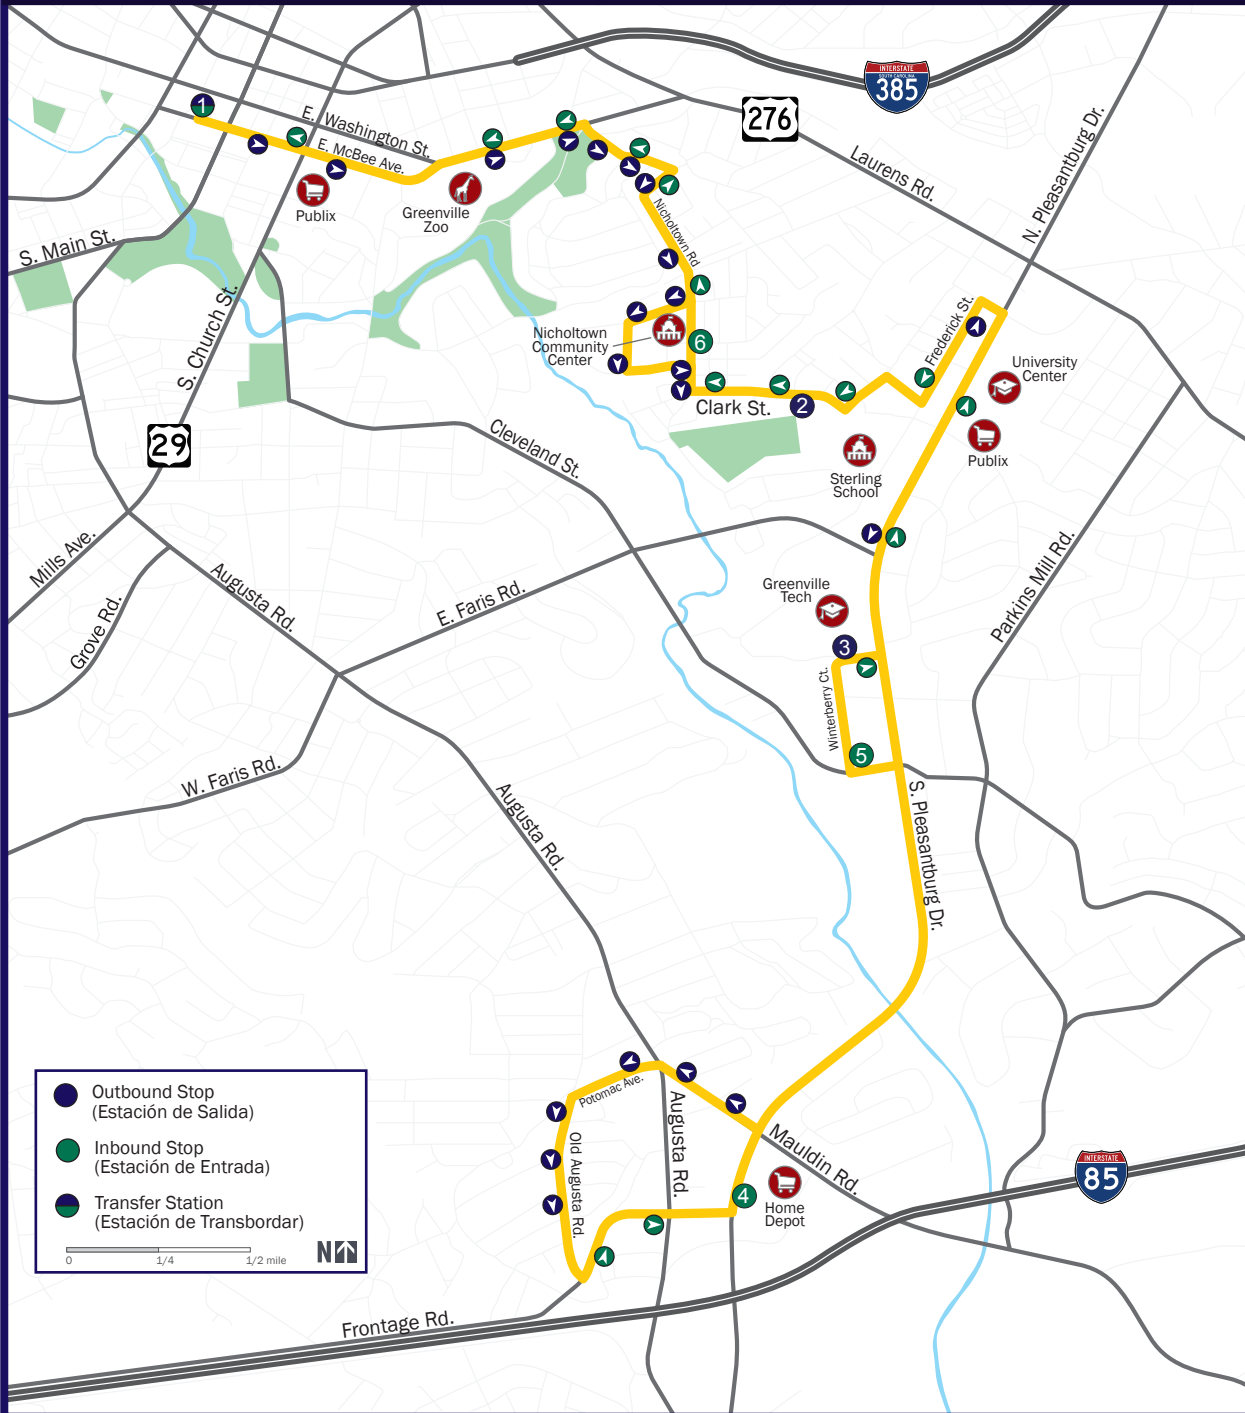 INTERSTATE
SOUTH CAROLINA
385
276
1
E. Washington St.
E. McBee Ave.
Laurens Rd.
N. Pleasantburg Dr.
Publix
Greenville
Zoo
Nicholtown Rd
S. Main St.
S. Church St.
Nicholtown
Community
Center
6
Frederick St.
University
Center
Clark St.
2
Publix
29
Cleveland St.
Sterling
School
Mills Ave.
Grove Rd.
Augusta Rd.
E. Faris Rd.
Greenville
Tech
3
Parkins Mill Rd.
Winterberry Ct.
5
W. Faris Rd.
Augusta Rd.
S. Pleasantburg Dr.
Potomac Ave.
Old Augusta Rd.
Augusta Rd.
Mauldin Rd.
4
Home
Depot
INTERSTATE
85
Outbound Stop
(Estación de Salida)
Inbound Stop
(Estación de Entrada)
Transfer Station
(Estación de Transbordar)
0 1/4 1/2 mile
N
Frontage Rd.